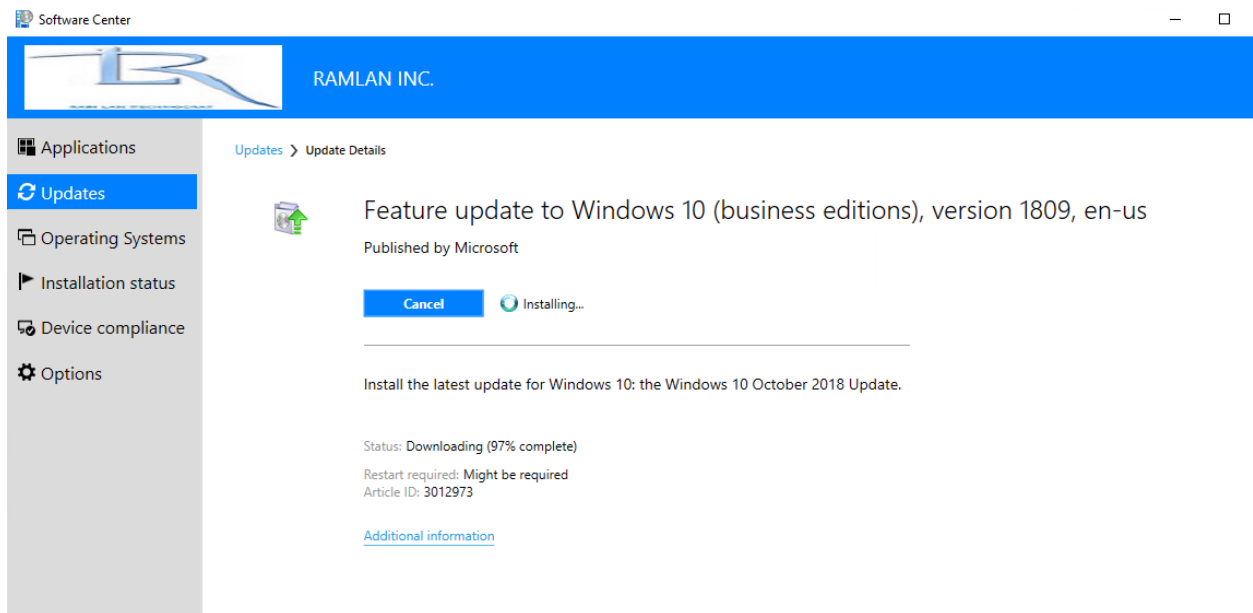 Software Center
RAMLAN INC.
Applications
Updates
Operating Systems
Installation status
Device compliance
Options
Updates ❯ Update Details
Feature update to Windows 10 (business editions), version 1809, en-us
Published by Microsoft
Cancel Installing...
Install the latest update for Windows 10: the Windows 10 October 2018 Update.
Status: Downloading (97% complete)
Restart required: Might be required
Article ID: 3012973
Additional information